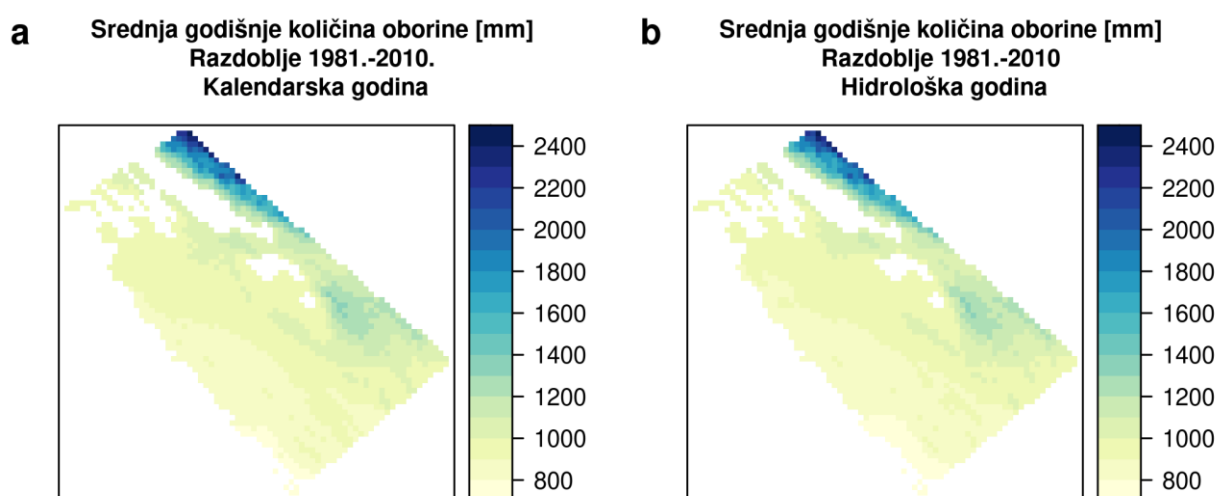 a
Srednja godišnje količina oborine [mm]
Razdoblje 1981.-2010.
Kalendarska godina
2400
2200
2000
1800
1600
1400
1200
1000
800
b
Srednja godišnje količina oborine [mm]
Razdoblje 1981.-2010
Hidrološka godina
2400
2200
2000
1800
1600
1400
1200
1000
800